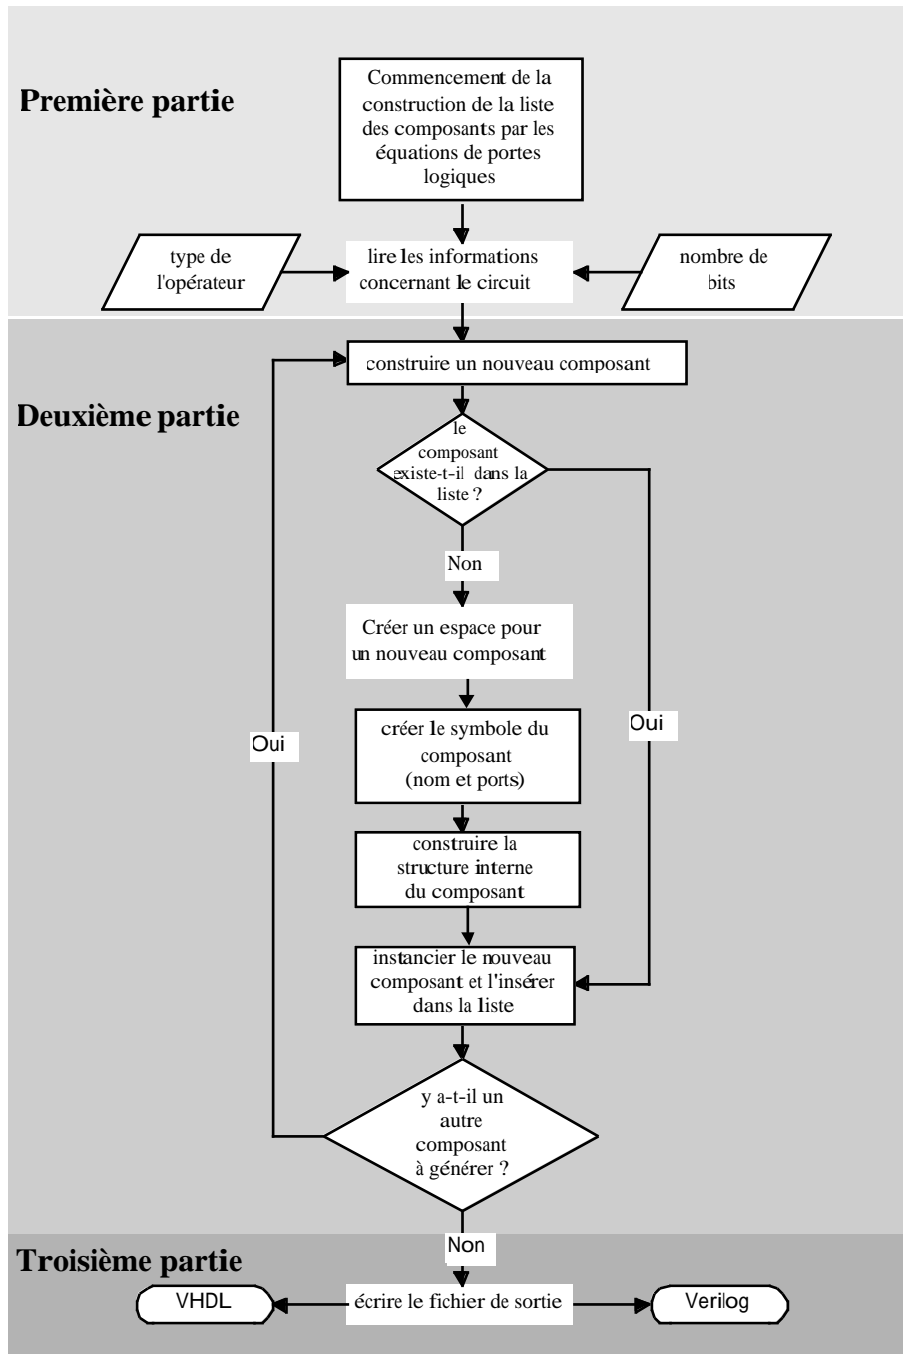 Première partie
Commencement de la
construction de la liste
des composants par les
équations de portes
logiques
type de
l'opérateur
lire les informations
concernant le circuit
nombre de
bits
construire un nouveau composant
Deuxième partie
le
composant
existe-t-il dans la
liste ?
Non
Créer un espace pour
un nouveau composant
créer le symbole du
composant
(nom et ports)
Oui
Oui
construire la
structure interne
du composant
instancier le nouveau
composant et l'insérer
dans la liste
y a-t-il un
autre
composant
à générer ?
Non
Troisième partie
VHDL
écrire le fichier de sortie
Verilog